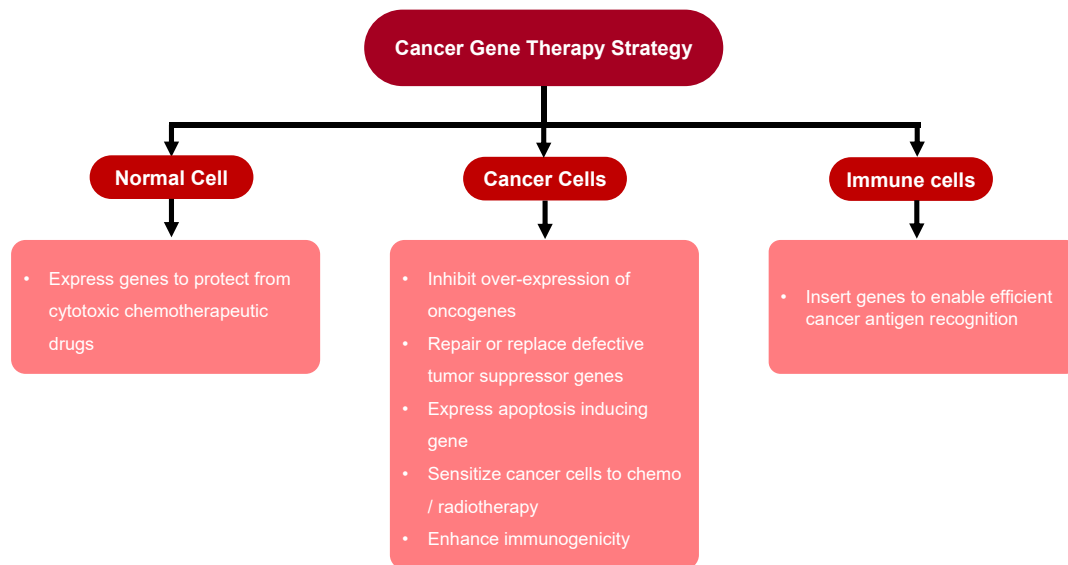 Cancer Gene Therapy Strategy
Normal Cell
• Express genes to protect from
cytotoxic chemotherapeutic
drugs
Cancer Cells
• Inhibit over-expression of
oncogenes
• Repair or replace defective
tumor suppressor genes
• Express apoptosis inducing
gene
• Sensitize cancer cells to chemo
/ radiotherapy
• Enhance immunogenicity
Immune cells
• Insert genes to enable efficient
cancer antigen recognition